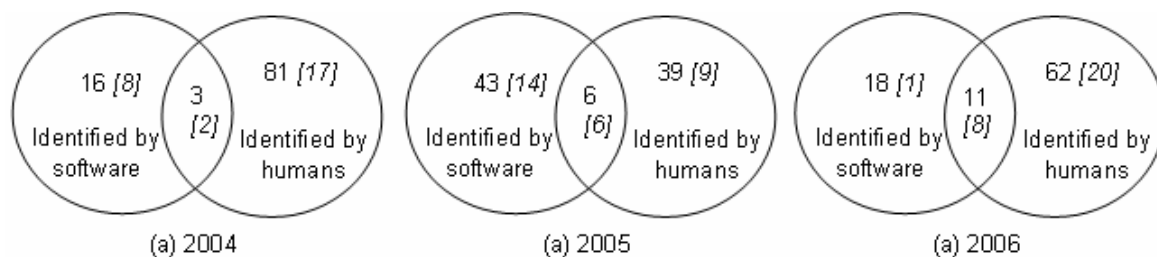 16 [8]
3
[2]
81 [17]
Identified by
software
Identified by
humans
(a) 2004
43 [14]
6
[6]
39 [9]
Identified by
software
Identified by
humans
(a) 2005
18 [1]
11
[8]
62 [20]
Identified by
software
Identified by
humans
(a) 2006